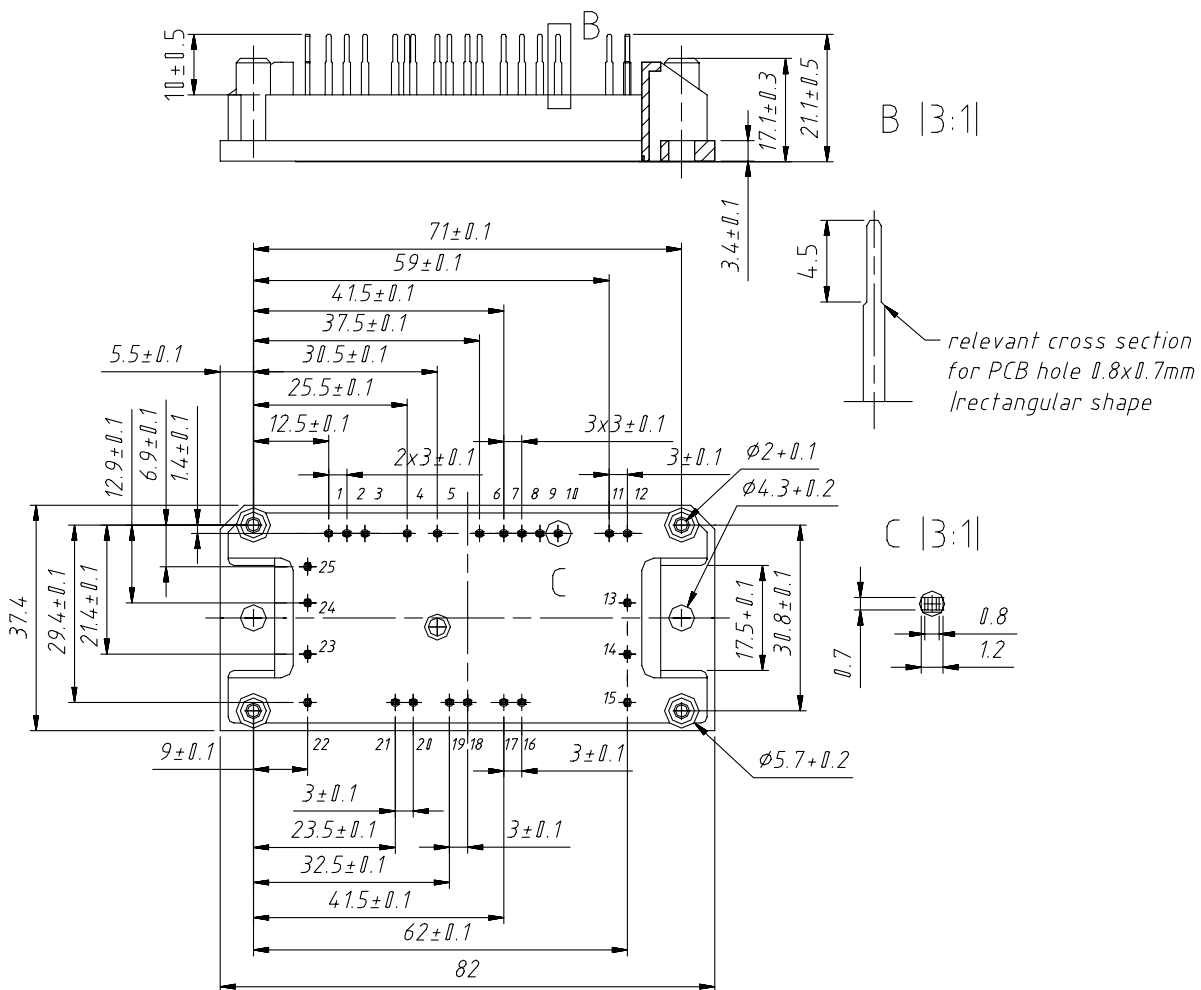 B
10±0.5
17.1±0.3
21.1±0.5
3.4±0.1
B |3:1|
4.5
relevant cross section
for PCB hole 0.8x0.7mm
|rectangular shape
71±0.1
59±0.1
41.5±0.1
37.5±0.1
5.5±0.1
30.5±0.1
25.5±0.1
12.5±0.1
3x3±0.1
2x3±0.1
3±0.1
12.9±0.1
6.9±0.1
1.4±0.1
Φ2+0.1
Φ4.3+0.2
1 2 3 4 5 6 7 8 9 10 11 12
C
C |3:1|
25
24
23
13
14
15
37.4
29.4±0.1
21.4±0.1
17.5+0.1
30.8±0.1
0.7
0.8
1.2
22 21 20 19 18 17 16
9±0.1
3±0.1
Φ5.7+0.2
3±0.1
23.5±0.1
3±0.1
32.5±0.1
41.5±0.1
62±0.1
82